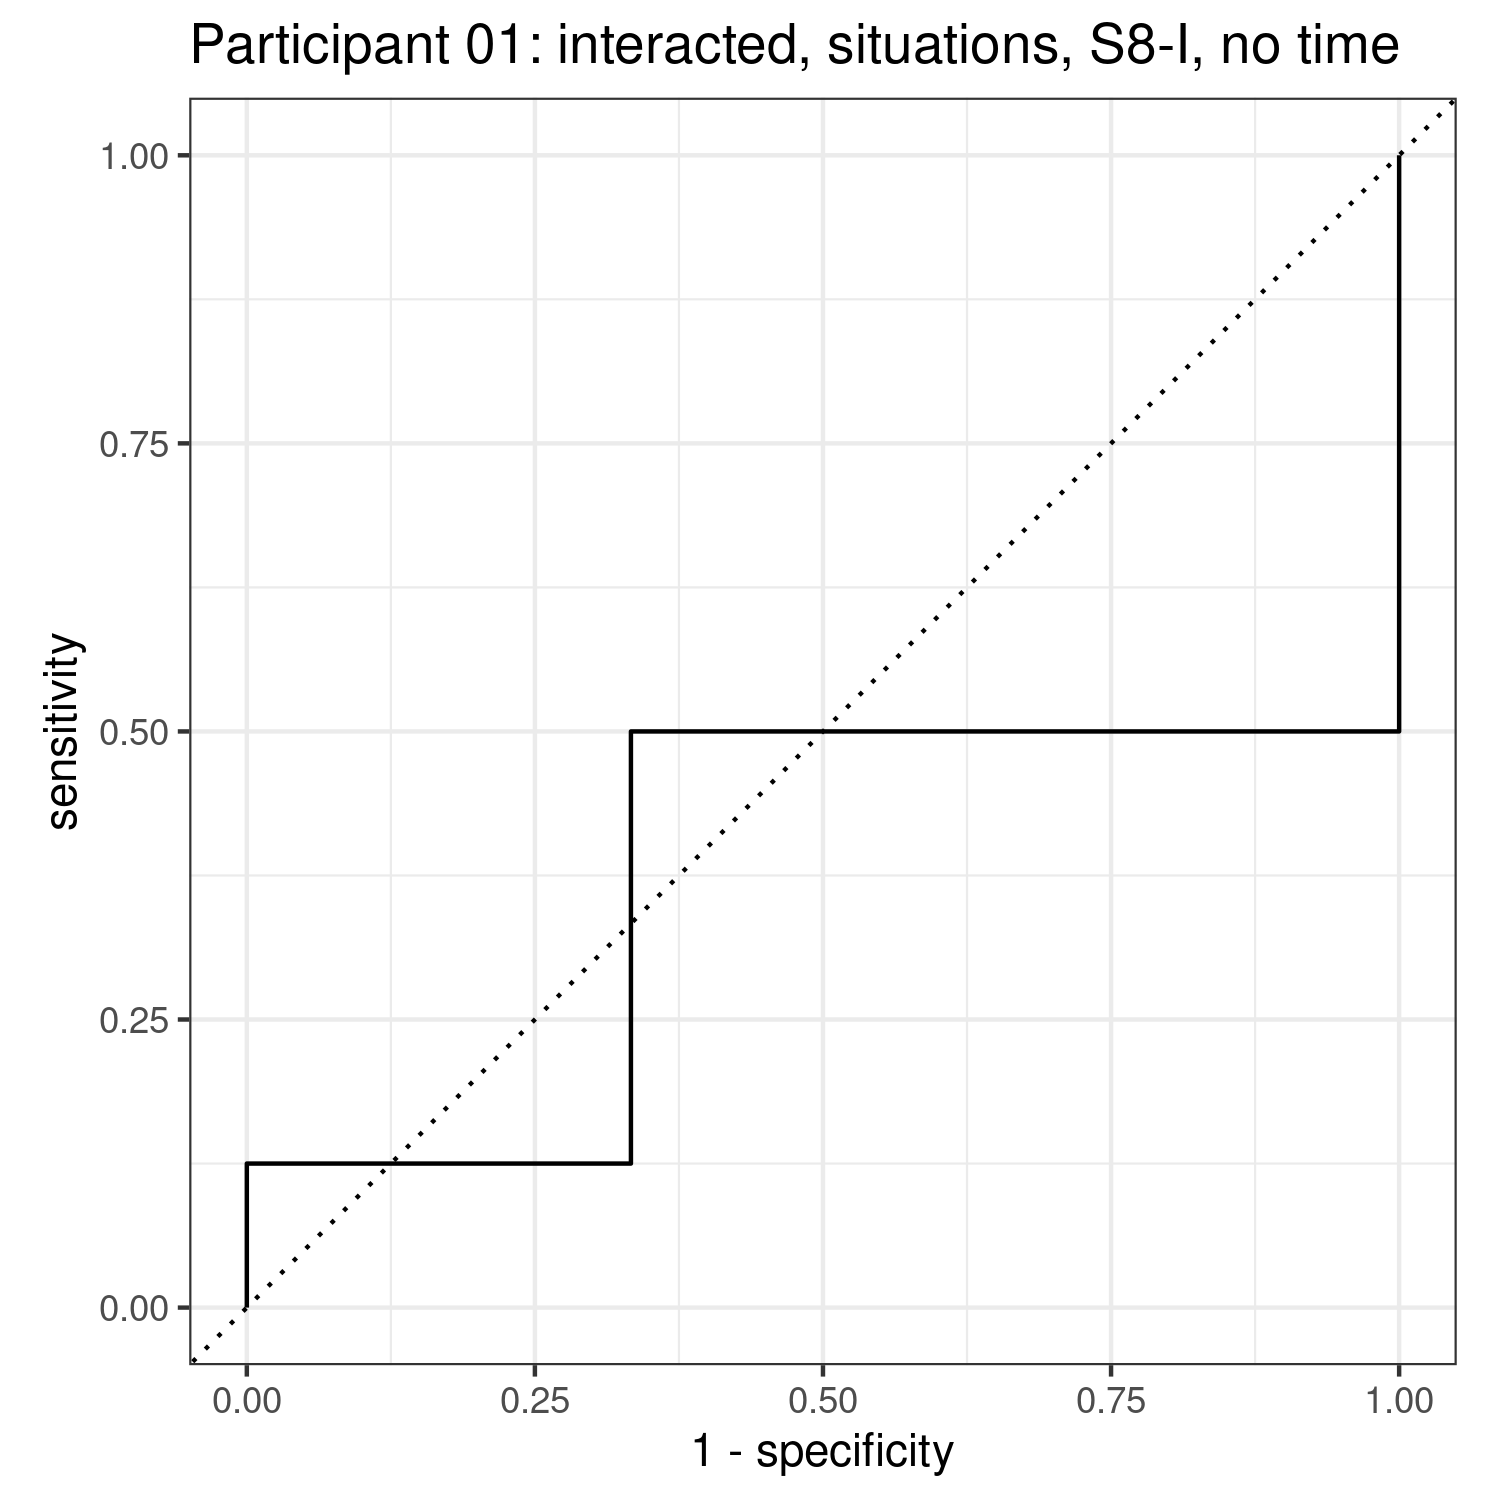 Participant 01: interacted, situations, S8-I, no time
1.00
0.75
0.50
0.25
0.00
sensitivity
0.00 0.25 0.50 0.75 1.00
1 - specificity